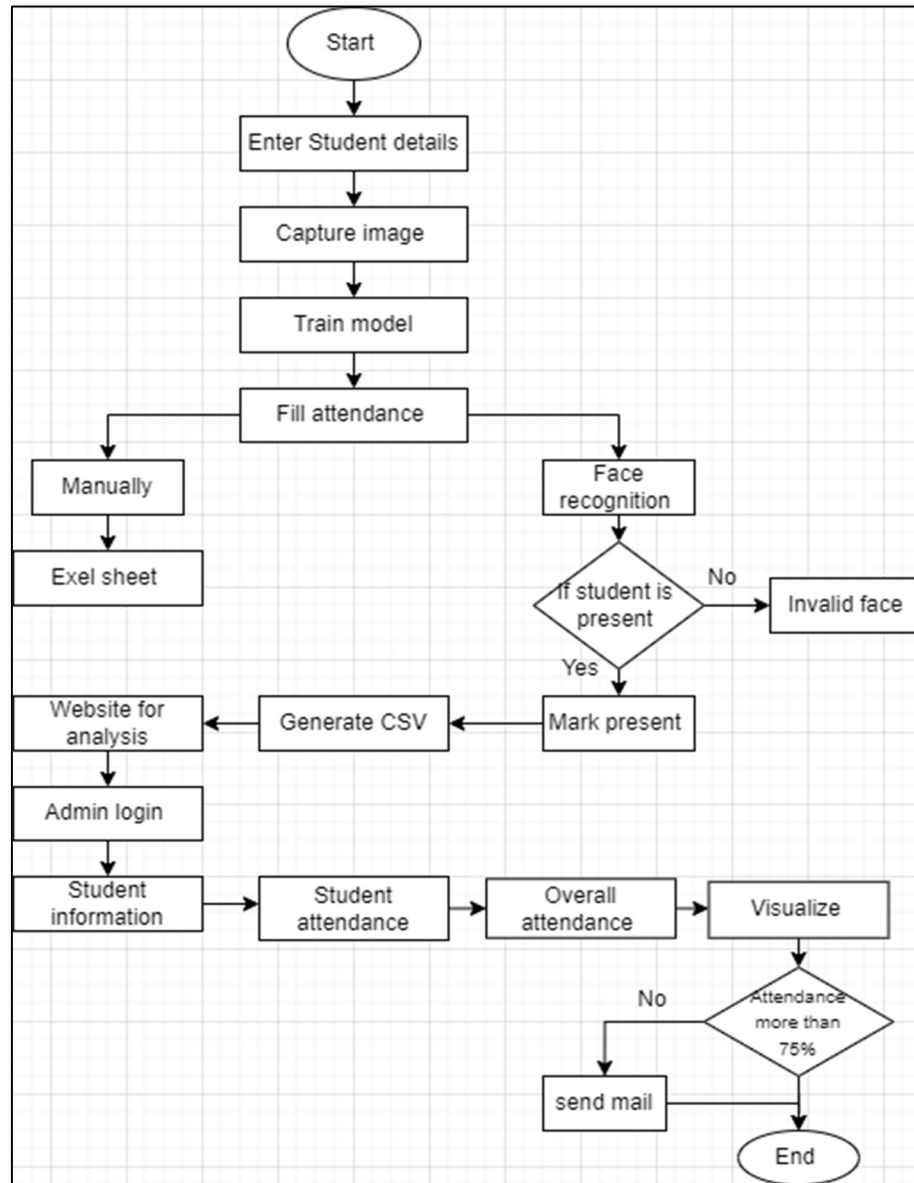 Start
Enter Student details
Capture image
Train model
Fill attendance
Manually
Face
recognition
Exel sheet
If student is
present
No
Invalid face
Yes
Website for
analysis
Generate CSV
Mark present
Admin login
Student
information
Student
attendance
Overall
attendance
Visualize
Attendance
more than
75%
No
send mail
End